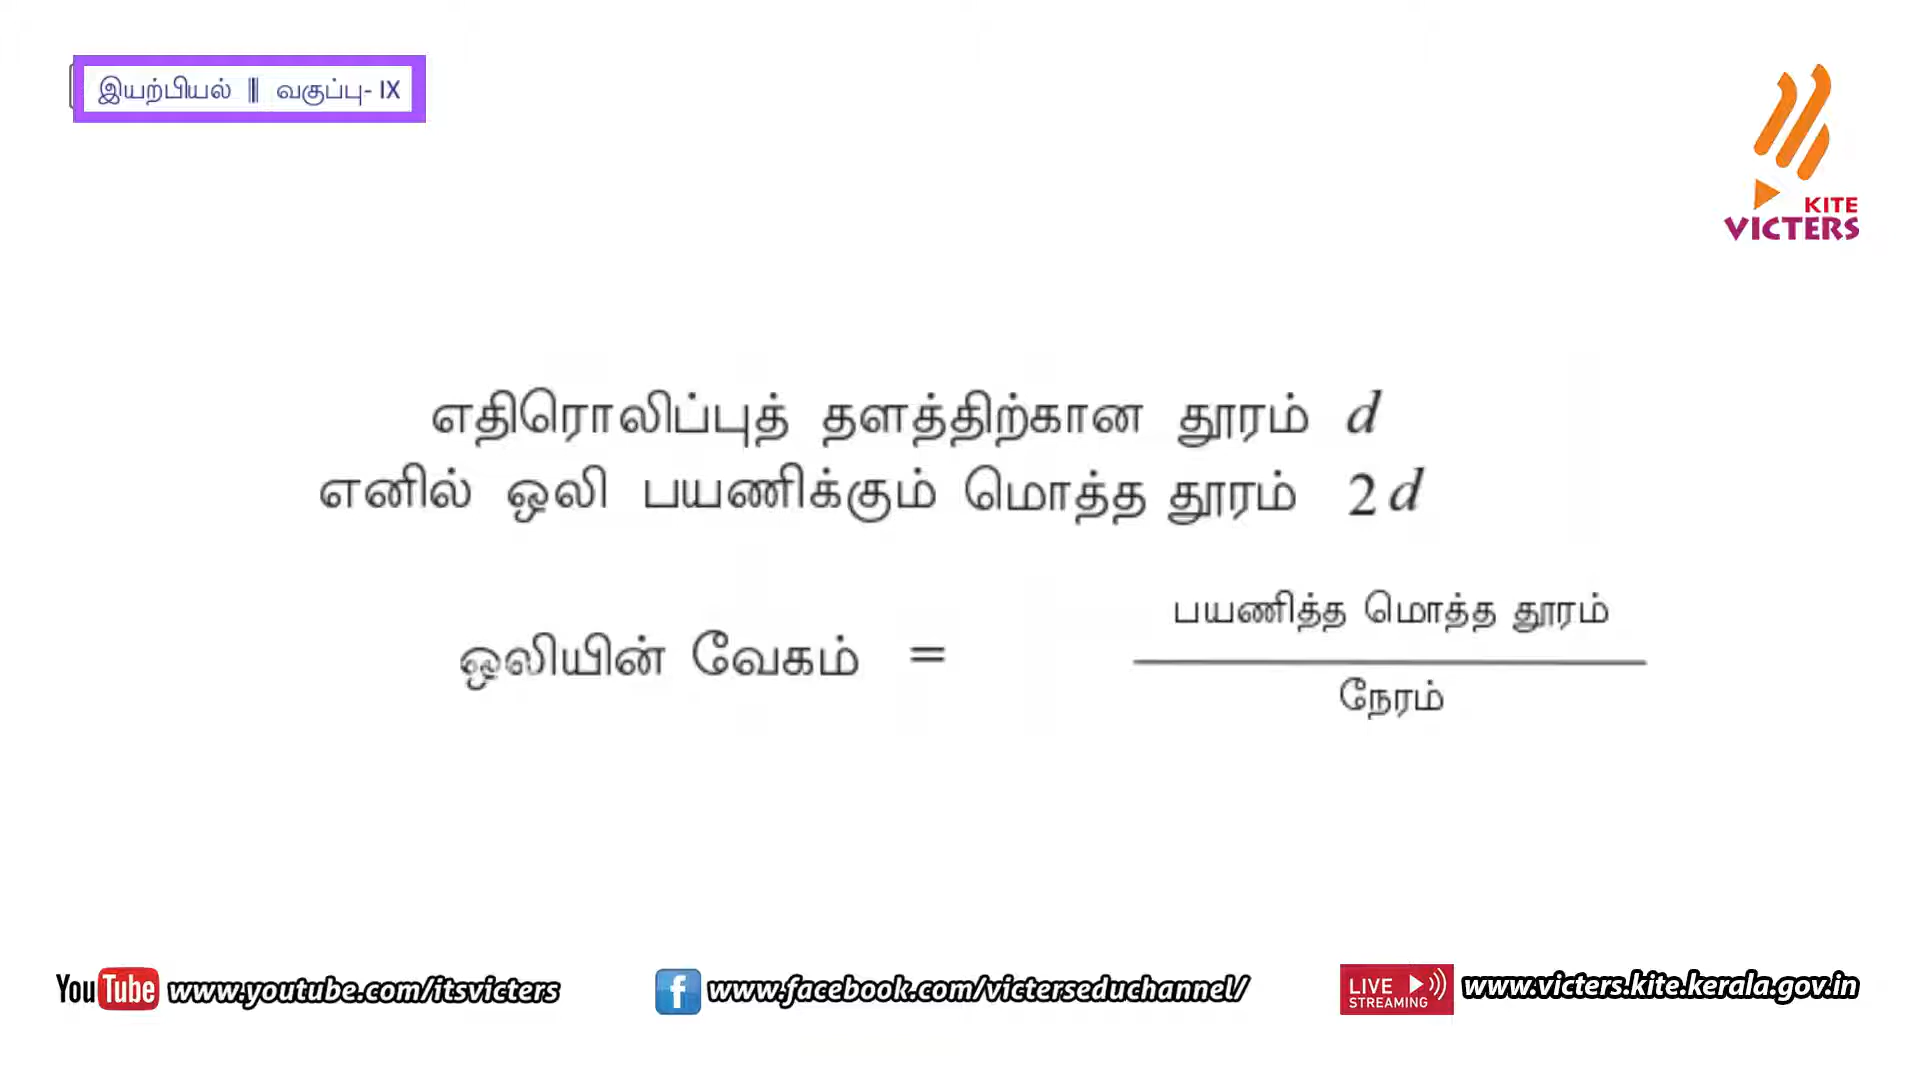 இயற்பியல் || வகுப்பு- IX
KITE
VICTERS
எதிரொலிப்புத் தளத்திற்கான தூரம் d
எனில் ஒலி பயணிக்கும் மொத்த தூரம் 2d
ஒலியின் வேகம் =
பயணித்த மொத்த தூரம்
நேரம்
YouTube www.youtube.com/itsvicters
f www.facebook.com/victerseduchannel/
LIVE STREAMING www.victers.kite.kerala.gov.in